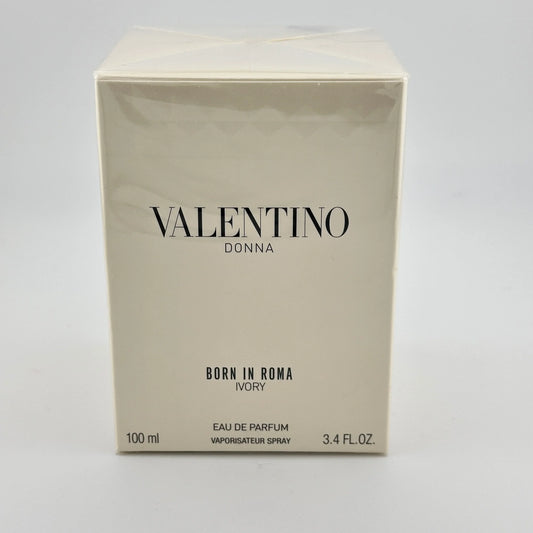 VALENTINO
DONNA
BORN IN ROMA
IVORY
EAU DE PARFUM
100 ml VAPORISATEUR SPRAY 3.4 FL.OZ.